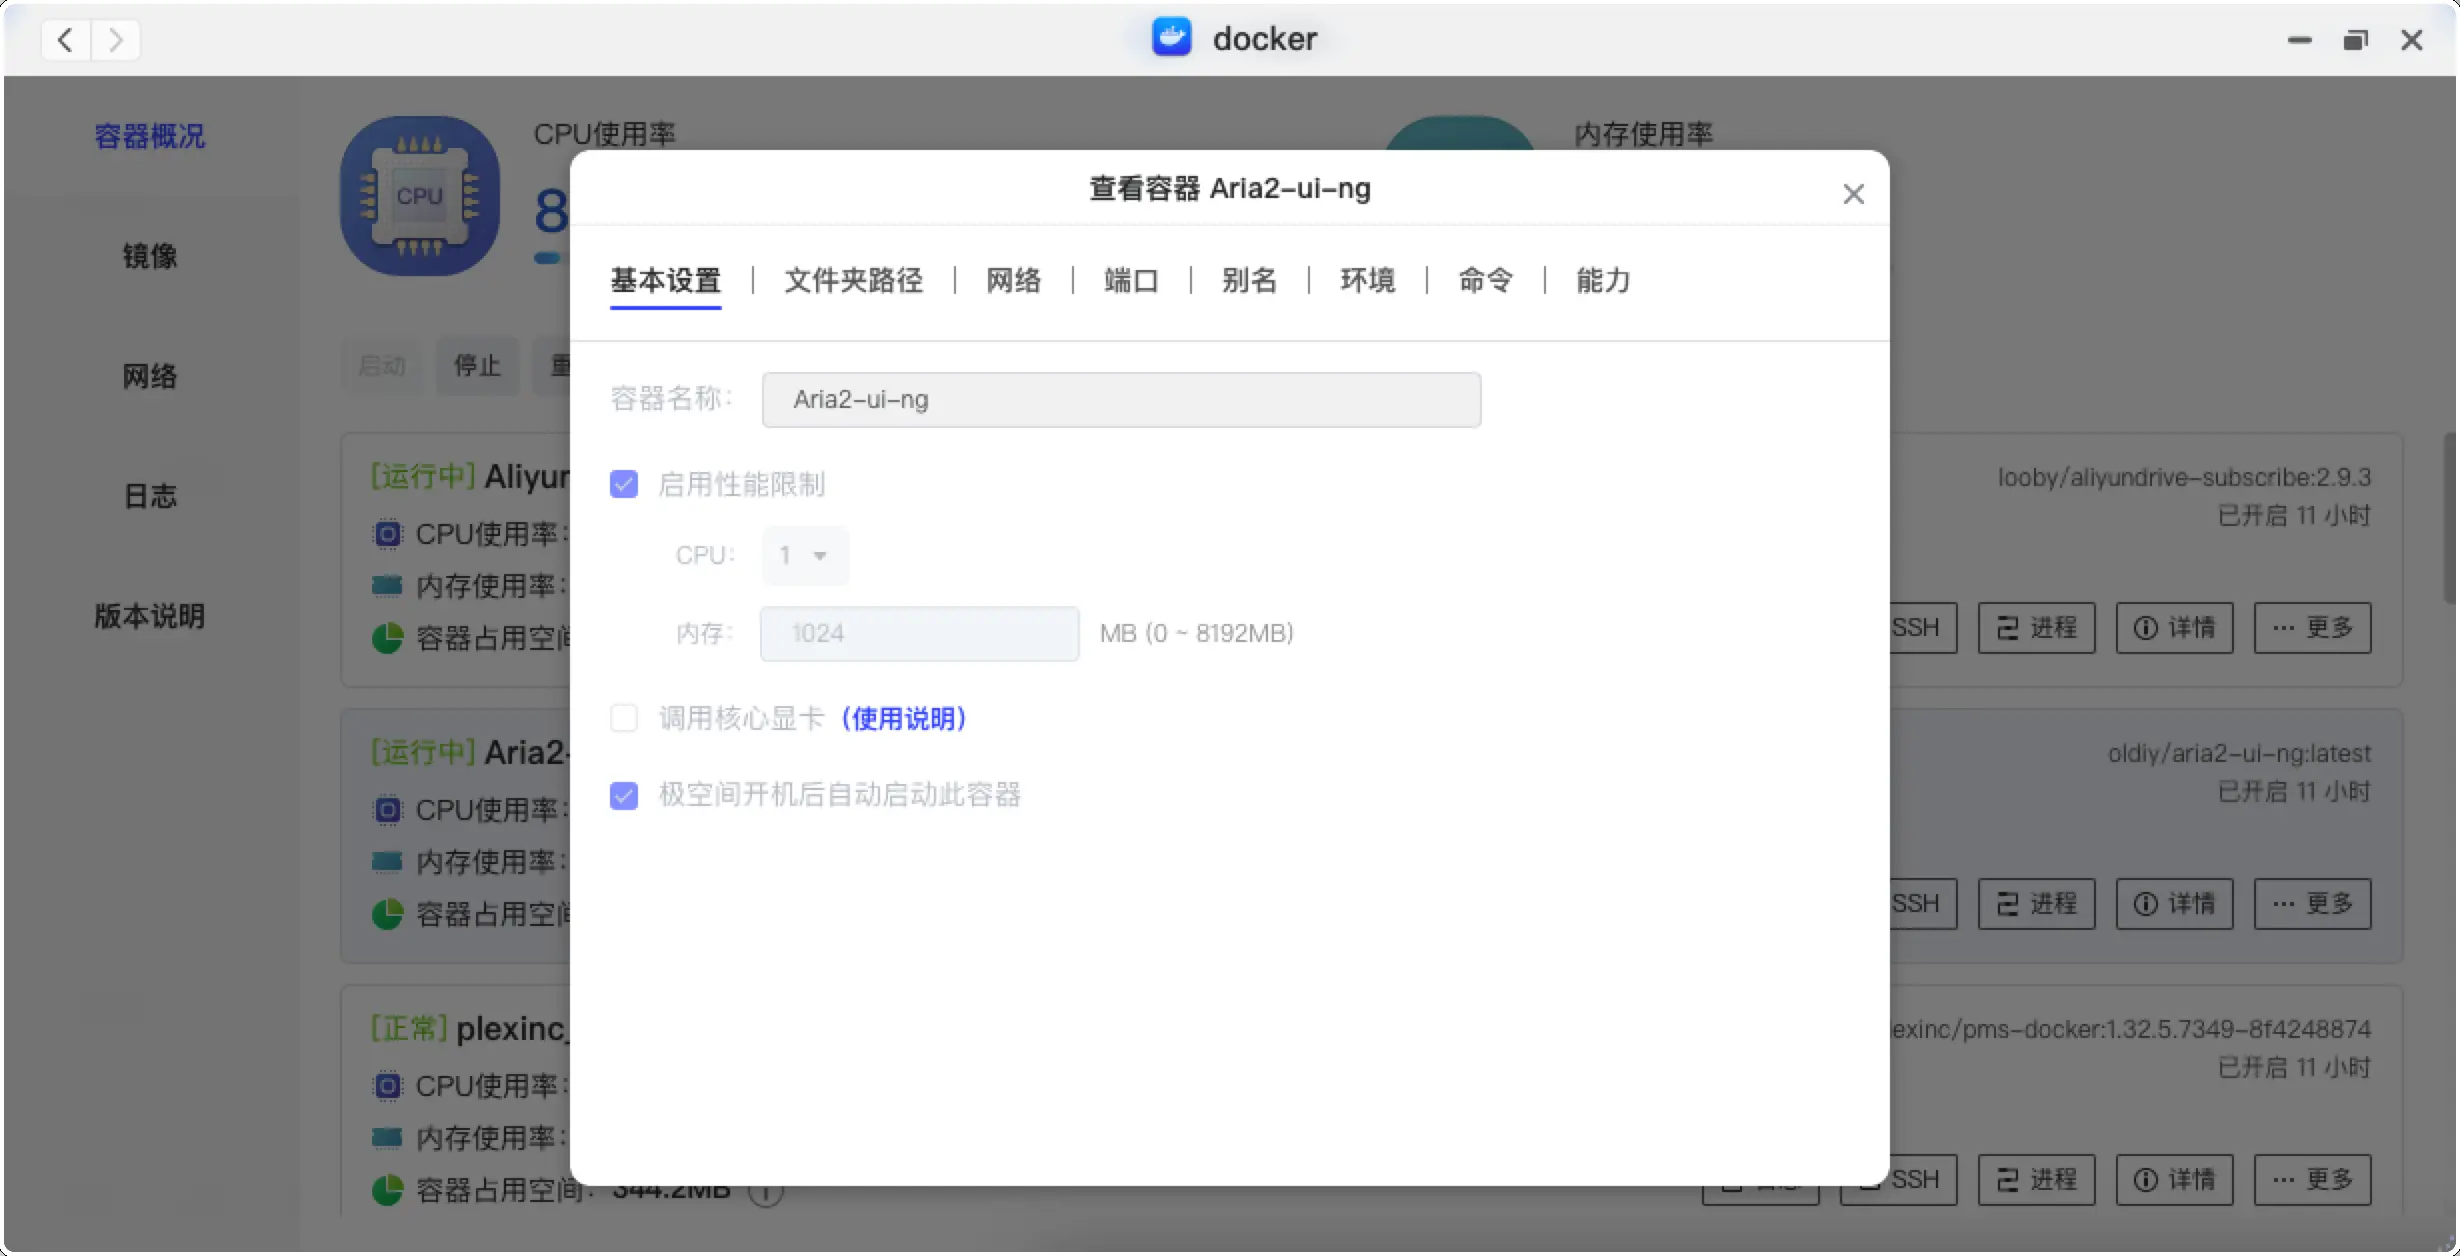 docker
容器概况
镜像
网络
日志
版本说明
CPU
CPU使用率
8
内存使用率
启动
停止
重
[运行中] Aliyun
CPU使用率:
内存使用率:
容器占用空间
looby/aliyundrive-subscribe:2.9.3
已开启 11 小时
SSH
进程
详情
更多
[运行中] Aria2-
CPU使用率:
内存使用率:
容器占用空间
oldiy/aria2-ui-ng:latest
已开启 11 小时
SSH
进程
详情
更多
[正常] plexinc_
CPU使用率:
内存使用率:
容器占用空间: 344.2MB
lexinc/pms-docker:1.32.5.7349-8f4248874
已开启 11 小时
SSH
进程
详情
更多
查看容器 Aria2-ui-ng
基本设置 | 文件夹路径 | 网络 | 端口 | 别名 | 环境 | 命令 | 能力
容器名称: Aria2-ui-ng
启用性能限制
CPU: 1
内存: 1024 MB (0 ~ 8192MB)
调用核心显卡 (使用说明)
极空间开机后自动启动此容器